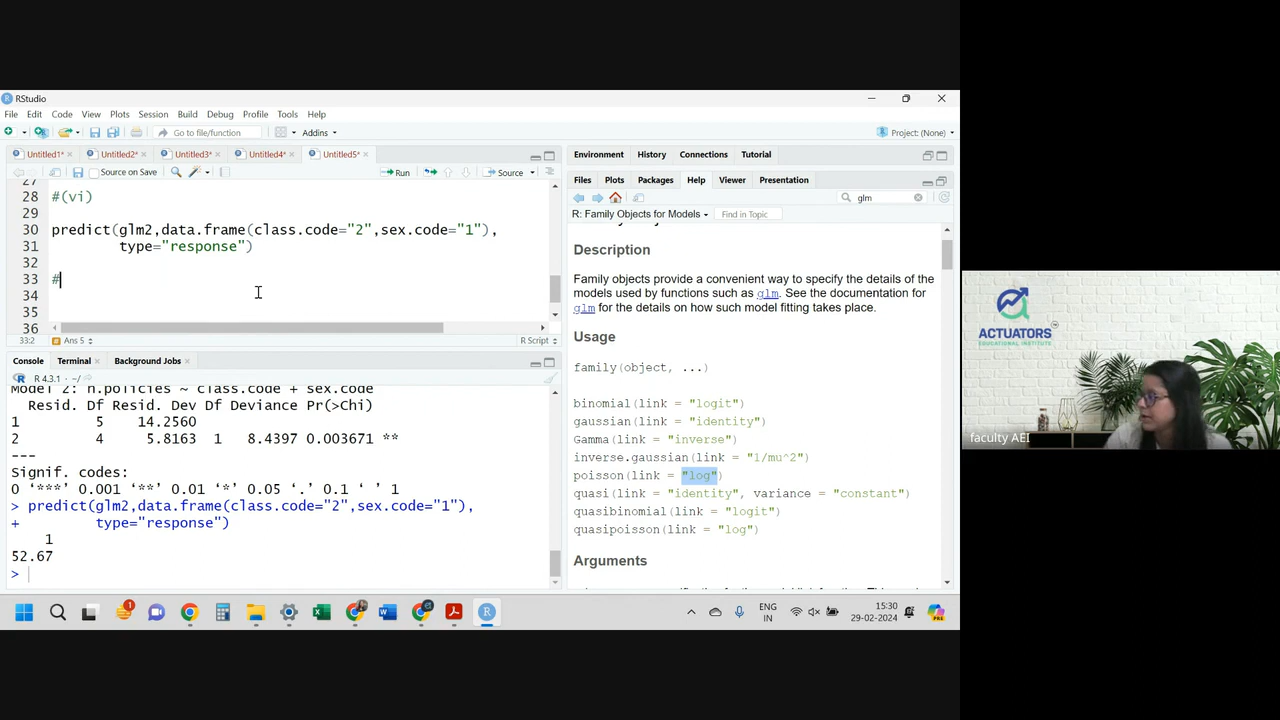 RStudio
File Edit Code View Plots Session Build Debug Profile Tools Help
Go to file/function Addins Project: (None)
Untitled1* Untitled2* Untitled3* Untitled4* Untitled5*
Source on Save Run Source
27
28 #(vi)
29
30 predict(glm2,data.frame(class.code="2",sex.code="1"),
31 type="response")
32
33 #
34
35
36
33:2 Ans 5 R Script
Console Terminal Background Jobs
R 4.3.1 · ~/
Model 2: n.policies ~ class.code + sex.code
Resid. Df Resid. Dev Df Deviance Pr(>Chi)
1 5 14.2560
2 4 5.8163 1 8.4397 0.003671 **
---
Signif. codes:
0 ‘***’ 0.001 ‘**’ 0.01 ‘*’ 0.05 ‘.’ 0.1 ‘ ’ 1
> predict(glm2,data.frame(class.code="2",sex.code="1"),
+ type="response")
1
52.67
>
Environment History Connections Tutorial
Files Plots Packages Help Viewer Presentation
glm
R: Family Objects for Models Find in Topic
Description
Family objects provide a convenient way to specify the details of the
models used by functions such as glm. See the documentation for
glm for the details on how such model fitting takes place.
Usage
family(object, ...)
binomial(link = "logit")
gaussian(link = "identity")
Gamma(link = "inverse")
inverse.gaussian(link = "1/mu^2")
poisson(link = "log")
quasi(link = "identity", variance = "constant")
quasibinomial(link = "logit")
quasipoisson(link = "log")
Arguments
ENG
IN
15:30
29-02-2024
ACTUATORS
EDUCATIONAL INSTITUTE
faculty AEI